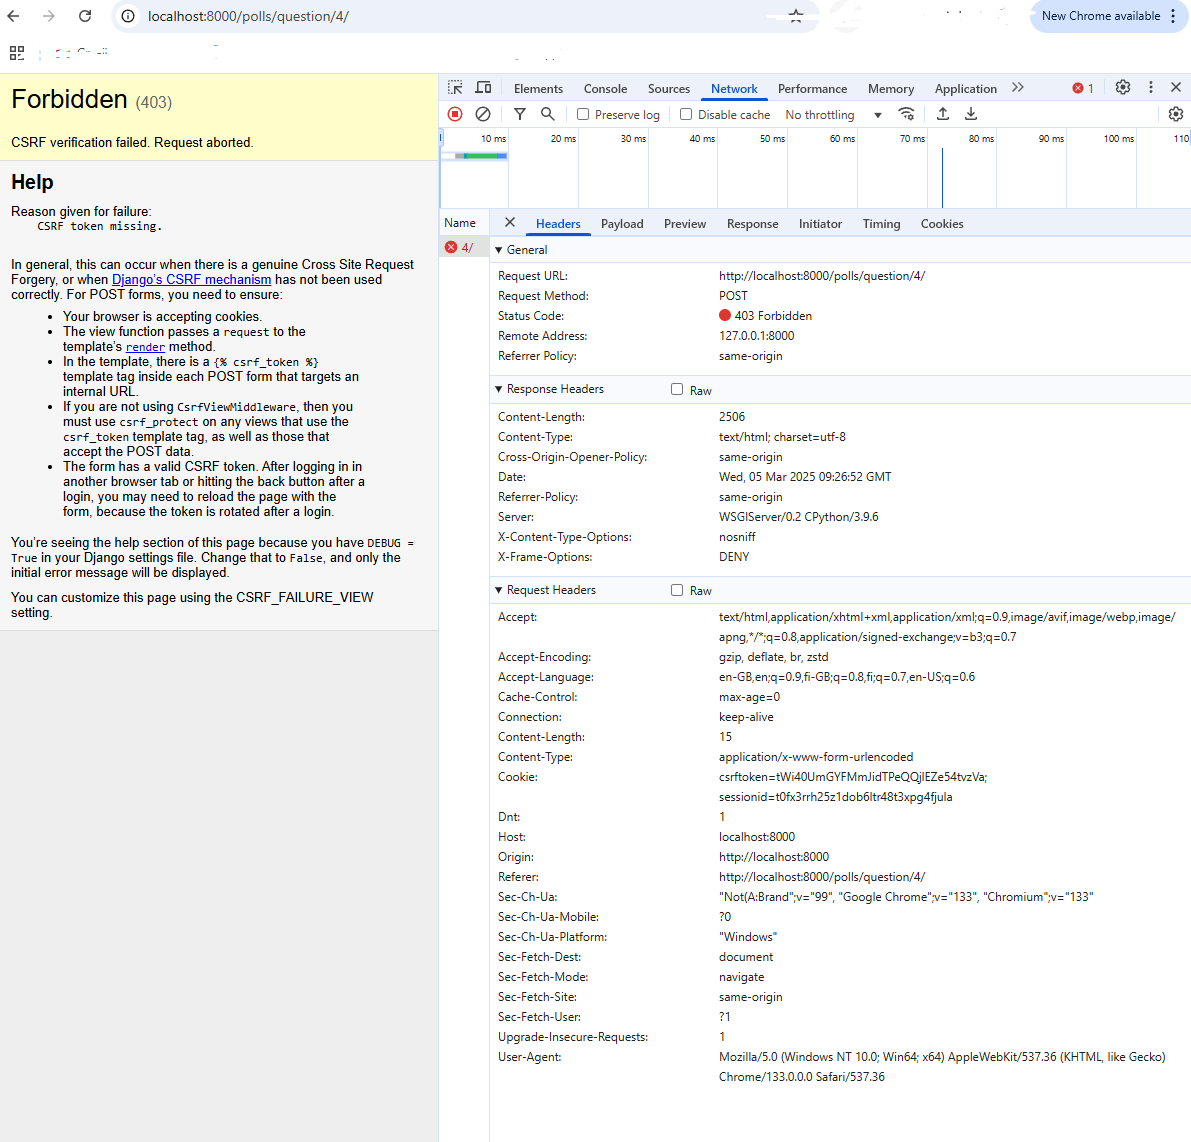 localhost:8000/polls/question/4/
New Chrome available
Forbidden (403)
CSRF verification failed. Request aborted.
Help
Reason given for failure:
CSRF token missing.
In general, this can occur when there is a genuine Cross Site Request
Forgery, or when Django's CSRF mechanism has not been used
correctly. For POST forms, you need to ensure:
• Your browser is accepting cookies.
• The view function passes a request to the
template's render method.
• In the template, there is a {% csrf_token %}
template tag inside each POST form that targets an
internal URL.
• If you are not using CsrfViewMiddleware, then you
must use csrf_protect on any views that use the
csrf_token template tag, as well as those that
accept the POST data.
• The form has a valid CSRF token. After logging in in
another browser tab or hitting the back button after a
login, you may need to reload the page with the
form, because the token is rotated after a login.
You're seeing the help section of this page because you have DEBUG =
True in your Django settings file. Change that to False, and only the
initial error message will be displayed.
You can customize this page using the CSRF_FAILURE_VIEW
setting.
Elements Console Sources Network Performance Memory Application 1
Preserve log Disable cache No throttling
10 ms 20 ms 30 ms 40 ms 50 ms 60 ms 70 ms 80 ms 90 ms 100 ms 110
Name Headers Payload Preview Response Initiator Timing Cookies
4/
General
Request URL: http://localhost:8000/polls/question/4/
Request Method: POST
Status Code: 403 Forbidden
Remote Address: 127.0.0.1:8000
Referrer Policy: same-origin
Response Headers Raw
Content-Length: 2506
Content-Type: text/html; charset=utf-8
Cross-Origin-Opener-Policy: same-origin
Date: Wed, 05 Mar 2025 09:26:52 GMT
Referrer-Policy: same-origin
Server: WSGIServer/0.2 CPython/3.9.6
X-Content-Type-Options: nosniff
X-Frame-Options: DENY
Request Headers Raw
Accept: text/html,application/xhtml+xml,application/xml;q=0.9,image/avif,image/webp,image/
apng,*/*;q=0.8,application/signed-exchange;v=b3;q=0.7
Accept-Encoding: gzip, deflate, br, zstd
Accept-Language: en-GB,en;q=0.9,fi-GB;q=0.8,fi;q=0.7,en-US;q=0.6
Cache-Control: max-age=0
Connection: keep-alive
Content-Length: 15
Content-Type: application/x-www-form-urlencoded
Cookie: csrftoken=tWi40UmGYFMmJidTPeQQjlEZe54tvzVa;
sessionid=t0fx3rrh25z1dob6ltr48t3xpg4fjula
Dnt: 1
Host: localhost:8000
Origin: http://localhost:8000
Referer: http://localhost:8000/polls/question/4/
Sec-Ch-Ua: "Not(A:Brand";v="99", "Google Chrome";v="133", "Chromium";v="133"
Sec-Ch-Ua-Mobile: ?0
Sec-Ch-Ua-Platform: "Windows"
Sec-Fetch-Dest: document
Sec-Fetch-Mode: navigate
Sec-Fetch-Site: same-origin
Sec-Fetch-User: ?1
Upgrade-Insecure-Requests: 1
User-Agent: Mozilla/5.0 (Windows NT 10.0; Win64; x64) AppleWebKit/537.36 (KHTML, like Gecko)
Chrome/133.0.0.0 Safari/537.36